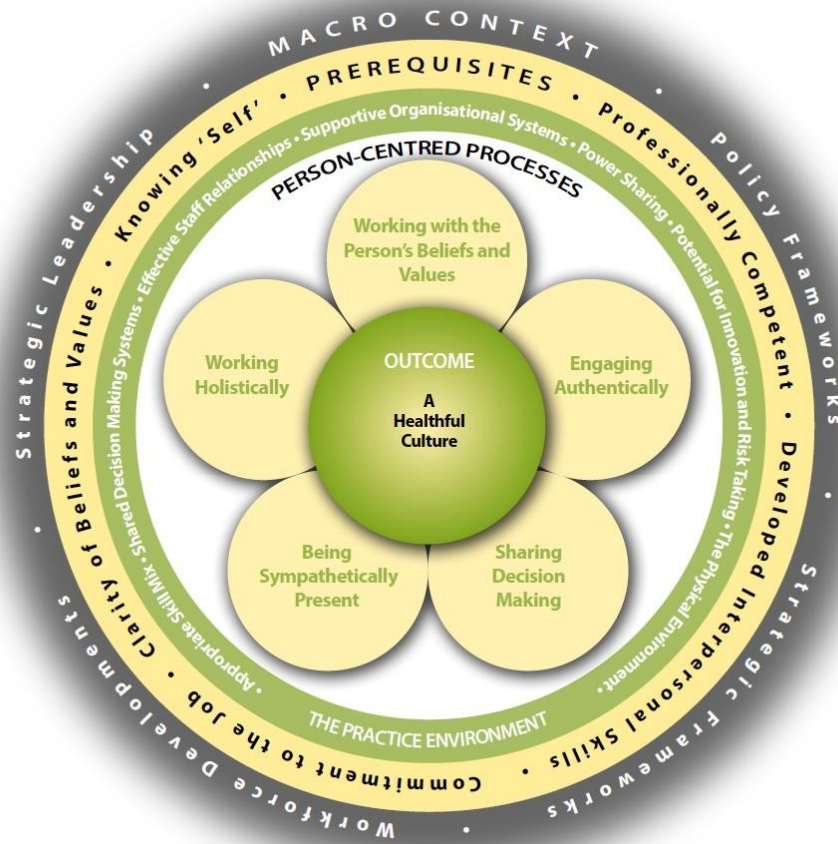 MACRO CONTEXT • Policy Frameworks • Strategic Frameworks • Workforce Developments • Strategic Leadership •
PREREQUISITES • Professionally Competent • Developed Interpersonal Skills • Commitment to the Job • Clarity of Beliefs and Values • Knowing 'Self' •
THE PRACTICE ENVIRONMENT
• Appropriate Skill Mix • Shared Decision Making Systems • Effective Staff Relationships • Supportive Organisational Systems • Power Sharing • Potential for Innovation and Risk Taking • The Physical Environment •
PERSON-CENTRED PROCESSES
Working with the
Person's Beliefs and
Values
Engaging
Authentically
Sharing
Decision
Making
Being
Sympathetically
Present
Working
Holistically
OUTCOME
A
Healthful
Culture